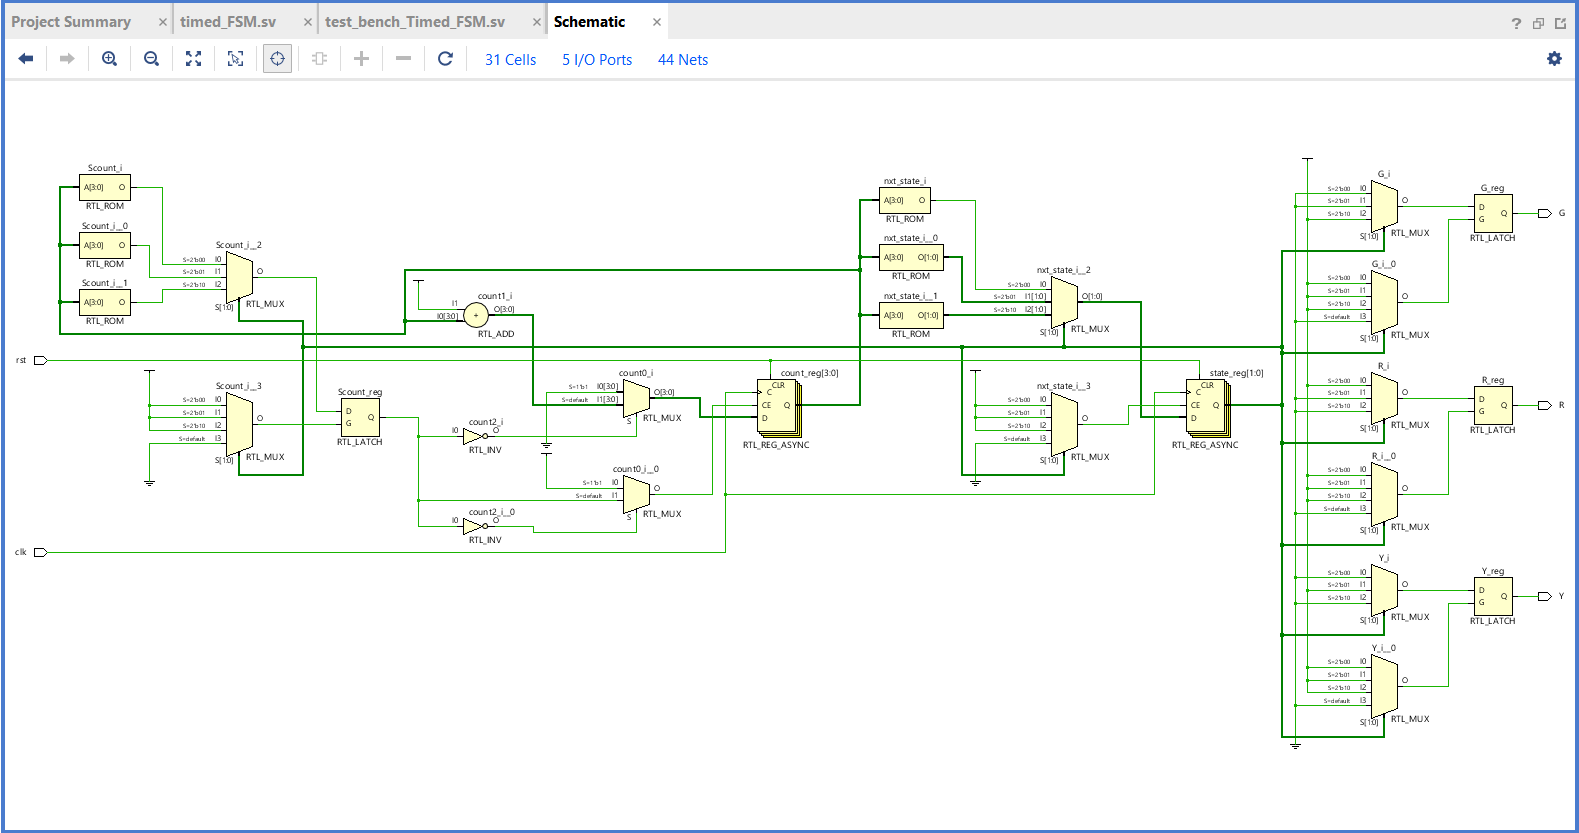 Project Summary × timed_FSM.sv × test_bench_Timed_FSM.sv × Schematic ×
31 Cells 5 I/O Ports 44 Nets
Scount_i
A[3:0] O
RTL_ROM
Scount_i__0
A[3:0] O
RTL_ROM
Scount_i__1
A[3:0] O
RTL_ROM
Scount_i__2
S=2'b00 I0
S=2'b01 I1
S=2'b10 I2
O
S[1:0]
RTL_MUX
count1_i
I1
I0[3:0]
+
O[3:0]
RTL_ADD
nxt_state_i
A[3:0] O
RTL_ROM
nxt_state_i__0
A[3:0] O[1:0]
RTL_ROM
nxt_state_i__1
A[3:0] O[1:0]
RTL_ROM
nxt_state_i__2
S=2'b00 I0
S=2'b01 I1[1:0]
S=2'b10 I2[1:0]
O[1:0]
S[1:0]
RTL_MUX
rst
Scount_i__3
S=2'b00 I0
S=2'b01 I1
S=2'b10 I2
S=default I3
O
S[1:0]
RTL_MUX
Scount_reg
D
G
Q
RTL_LATCH
count2_i
I0 O
RTL_INV
count2_i__0
I0 O
RTL_INV
count0_i
S=1'b1 I0[3:0]
S=default I1[3:0]
O[3:0]
S
RTL_MUX
count0_i__0
S=1'b1 I0
S=default I1
O
S
RTL_MUX
count_reg[3:0]
CLR
C
CE
D
Q
RTL_REG_ASYNC
nxt_state_i__3
S=2'b00 I0
S=2'b01 I1
S=2'b10 I2
S=default I3
O
S[1:0]
RTL_MUX
state_reg[1:0]
CLR
C
CE
D
Q
RTL_REG_ASYNC
clk
G_i
S=2'b00 I0
S=2'b01 I1
S=2'b10 I2
O
S[1:0]
RTL_MUX
G_reg
D
G
Q
RTL_LATCH
G
G_i__0
S=2'b00 I0
S=2'b01 I1
S=2'b10 I2
S=default I3
O
S[1:0]
RTL_MUX
R_i
S=2'b00 I0
S=2'b01 I1
S=2'b10 I2
O
S[1:0]
RTL_MUX
R_reg
D
G
Q
RTL_LATCH
R
R_i__0
S=2'b00 I0
S=2'b01 I1
S=2'b10 I2
S=default I3
O
S[1:0]
RTL_MUX
Y_i
S=2'b00 I0
S=2'b01 I1
S=2'b10 I2
O
S[1:0]
RTL_MUX
Y_reg
D
G
Q
RTL_LATCH
Y
Y_i__0
S=2'b00 I0
S=2'b01 I1
S=2'b10 I2
S=default I3
O
S[1:0]
RTL_MUX